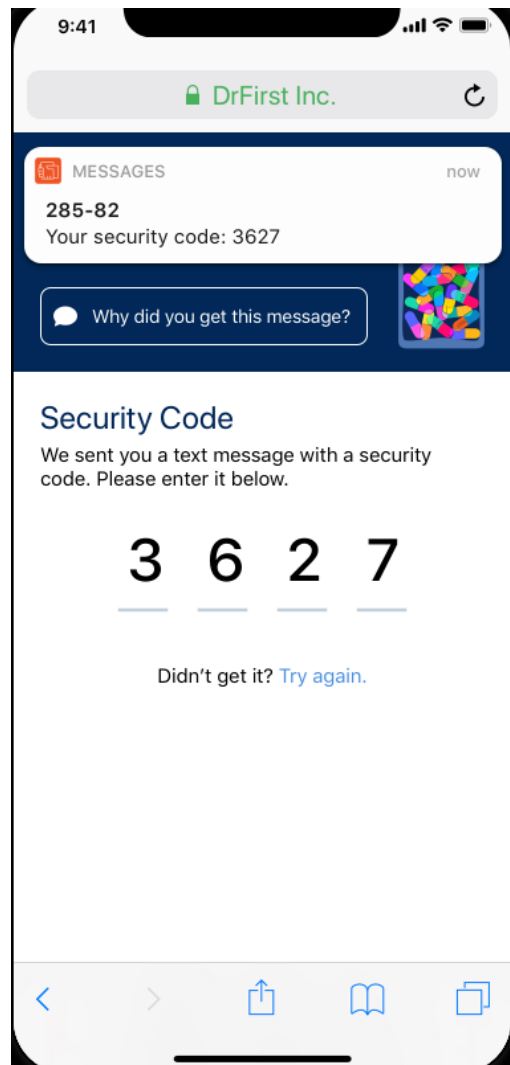 9:41
DrFirst Inc.
MESSAGES now
285-82
Your security code: 3627
Why did you get this message?
Security Code
We sent you a text message with a security
code. Please enter it below.
3 6 2 7
Didn’t get it? Try again.